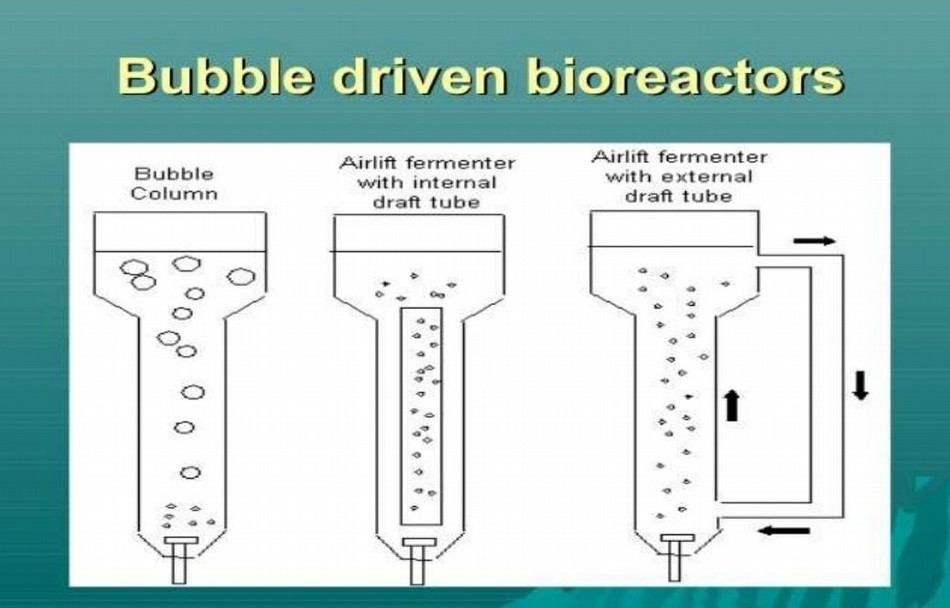 Bubble driven bioreactors
Bubble
Column
Airlift fermenter
with internal
draft tube
Airlift fermenter
with external
draft tube